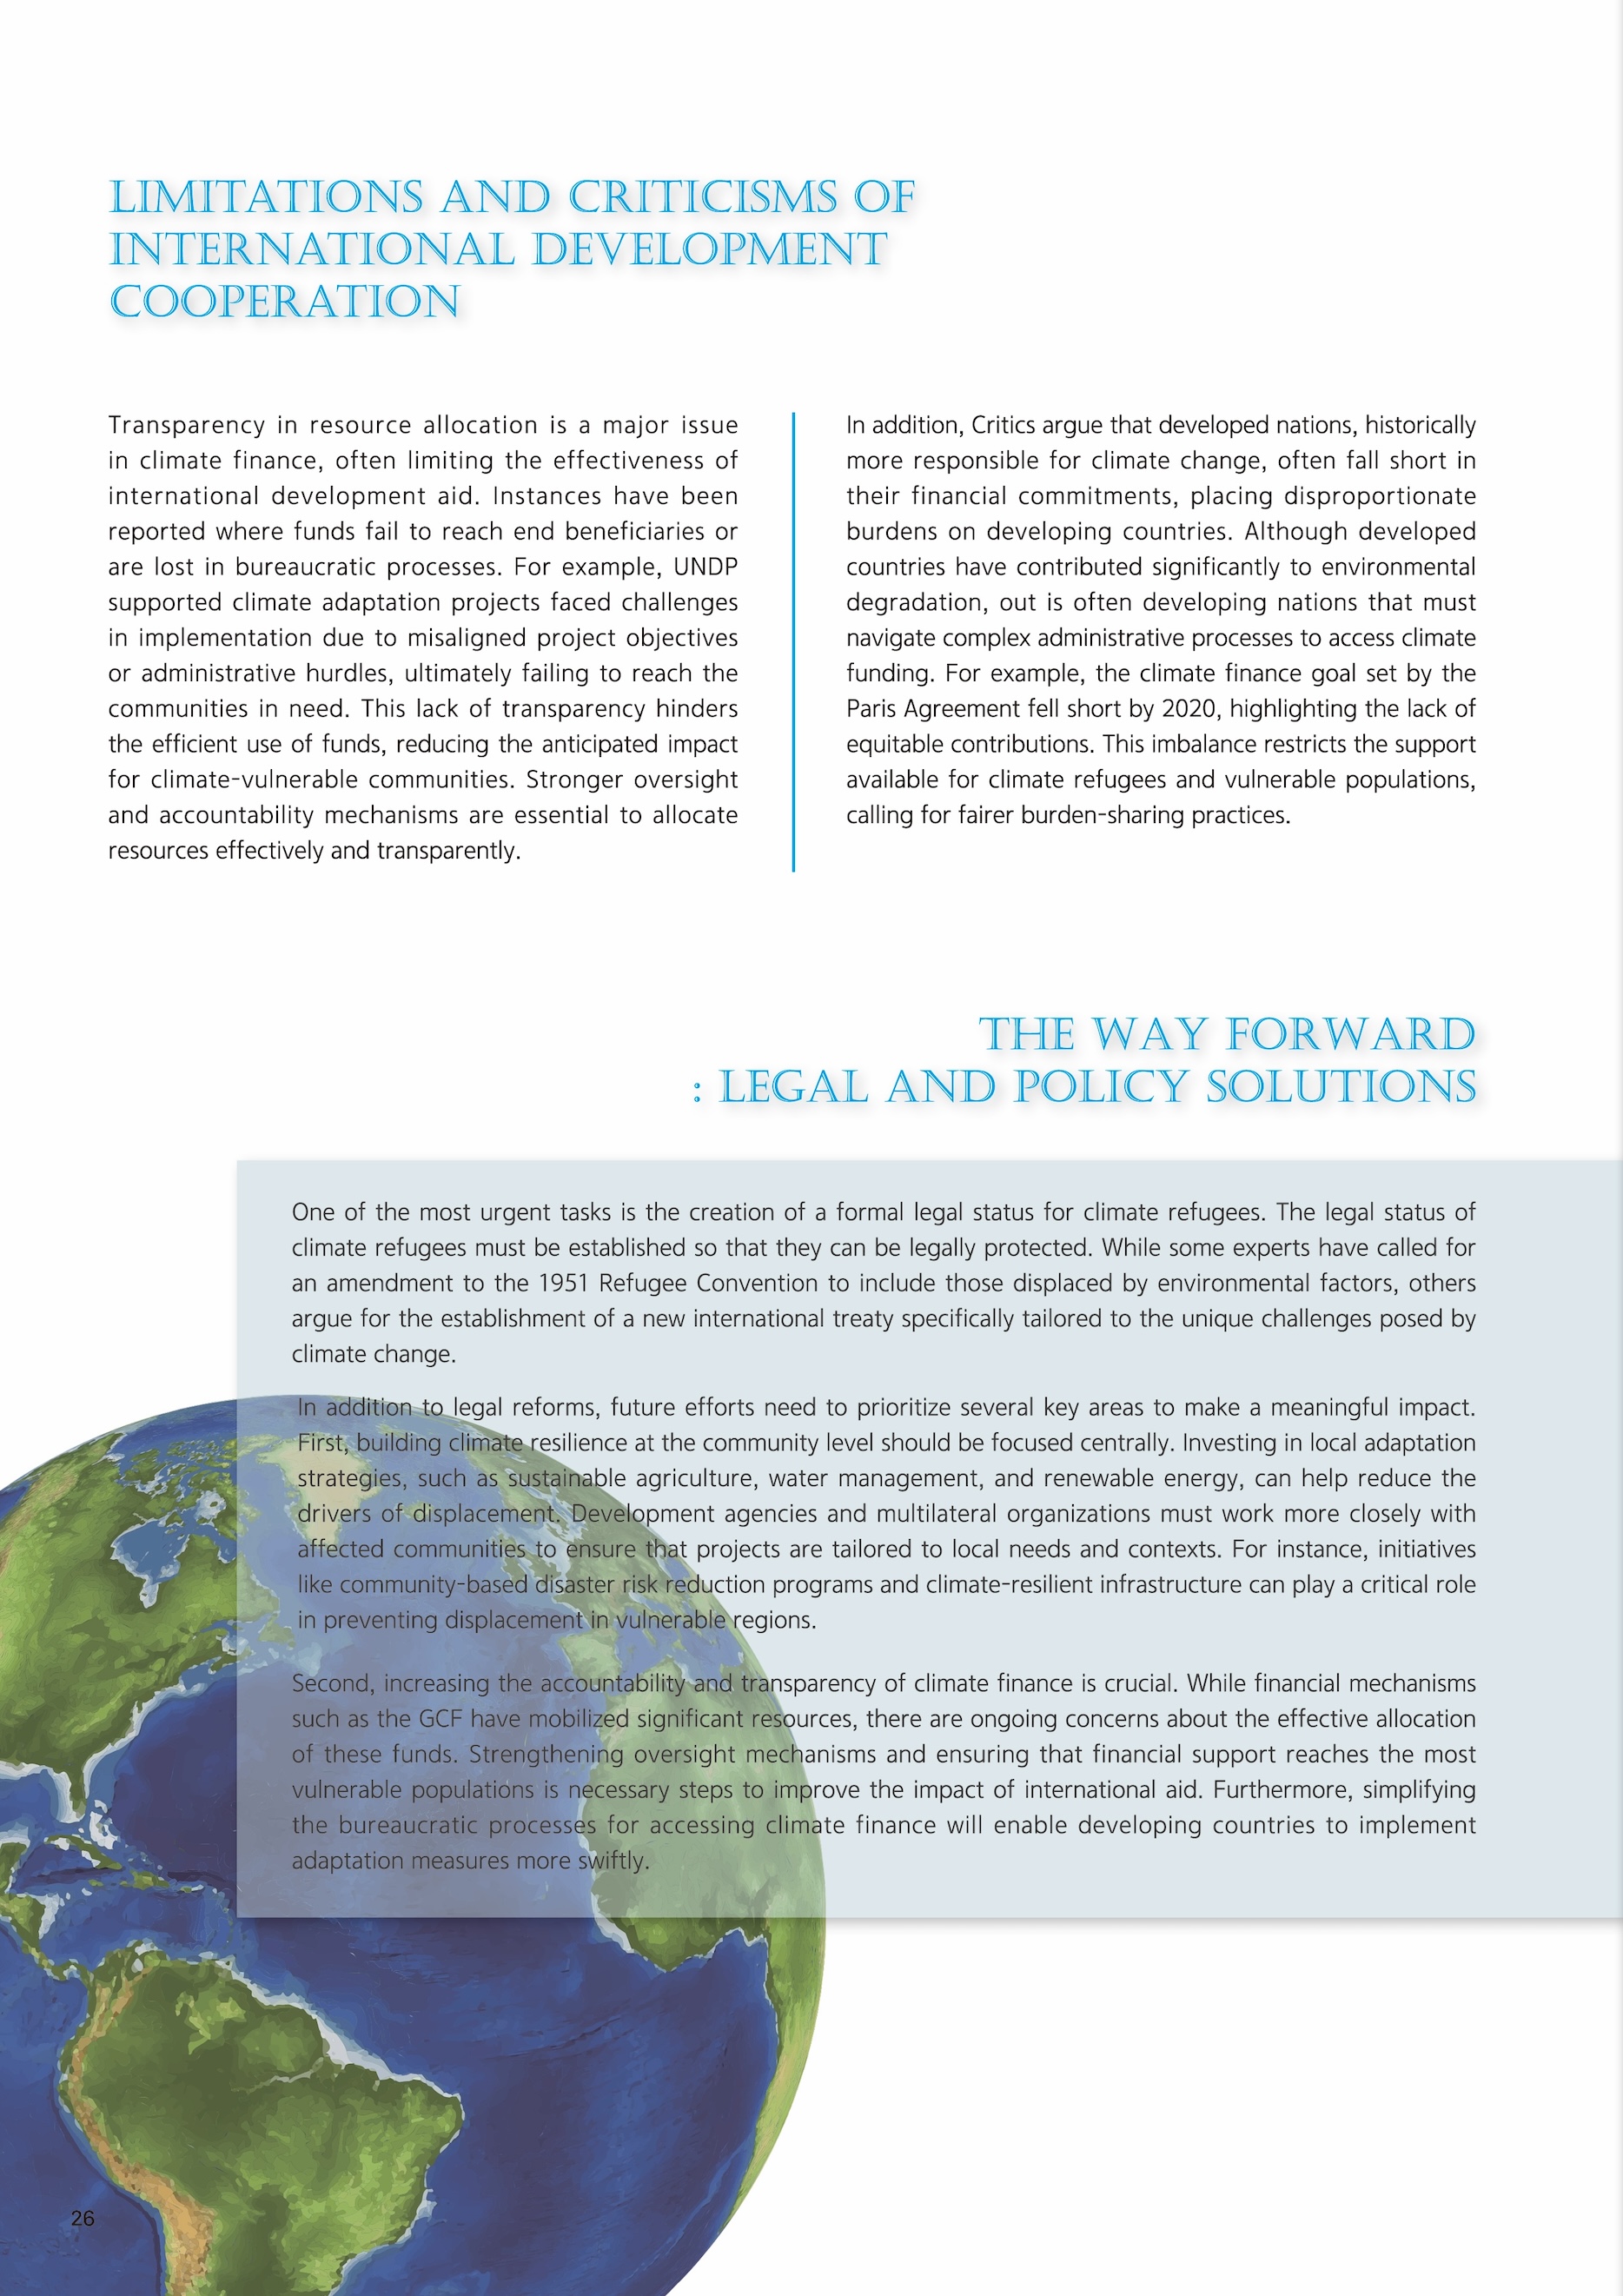 LIMITATIONS AND CRITICISMS OF
INTERNATIONAL DEVELOPMENT
COOPERATION
Transparency in resource allocation is a major issue
in climate finance, often limiting the effectiveness of
international development aid. Instances have been
reported where funds fail to reach end beneficiaries or
are lost in bureaucratic processes. For example, UNDP
supported climate adaptation projects faced challenges
in implementation due to misaligned project objectives
or administrative hurdles, ultimately failing to reach the
communities in need. This lack of transparency hinders
the efficient use of funds, reducing the anticipated impact
for climate-vulnerable communities. Stronger oversight
and accountability mechanisms are essential to allocate
resources effectively and transparently.
In addition, Critics argue that developed nations, historically
more responsible for climate change, often fall short in
their financial commitments, placing disproportionate
burdens on developing countries. Although developed
countries have contributed significantly to environmental
degradation, out is often developing nations that must
navigate complex administrative processes to access climate
funding. For example, the climate finance goal set by the
Paris Agreement fell short by 2020, highlighting the lack of
equitable contributions. This imbalance restricts the support
available for climate refugees and vulnerable populations,
calling for fairer burden-sharing practices.
THE WAY FORWARD
: LEGAL AND POLICY SOLUTIONS
One of the most urgent tasks is the creation of a formal legal status for climate refugees. The legal status of
climate refugees must be established so that they can be legally protected. While some experts have called for
an amendment to the 1951 Refugee Convention to include those displaced by environmental factors, others
argue for the establishment of a new international treaty specifically tailored to the unique challenges posed by
climate change.
In addition to legal reforms, future efforts need to prioritize several key areas to make a meaningful impact.
First, building climate resilience at the community level should be focused centrally. Investing in local adaptation
strategies, such as sustainable agriculture, water management, and renewable energy, can help reduce the
drivers of displacement. Development agencies and multilateral organizations must work more closely with
affected communities to ensure that projects are tailored to local needs and contexts. For instance, initiatives
like community-based disaster risk reduction programs and climate-resilient infrastructure can play a critical role
in preventing displacement in vulnerable regions.
Second, increasing the accountability and transparency of climate finance is crucial. While financial mechanisms
such as the GCF have mobilized significant resources, there are ongoing concerns about the effective allocation
of these funds. Strengthening oversight mechanisms and ensuring that financial support reaches the most
vulnerable populations is necessary steps to improve the impact of international aid. Furthermore, simplifying
the bureaucratic processes for accessing climate finance will enable developing countries to implement
adaptation measures more swiftly.
26